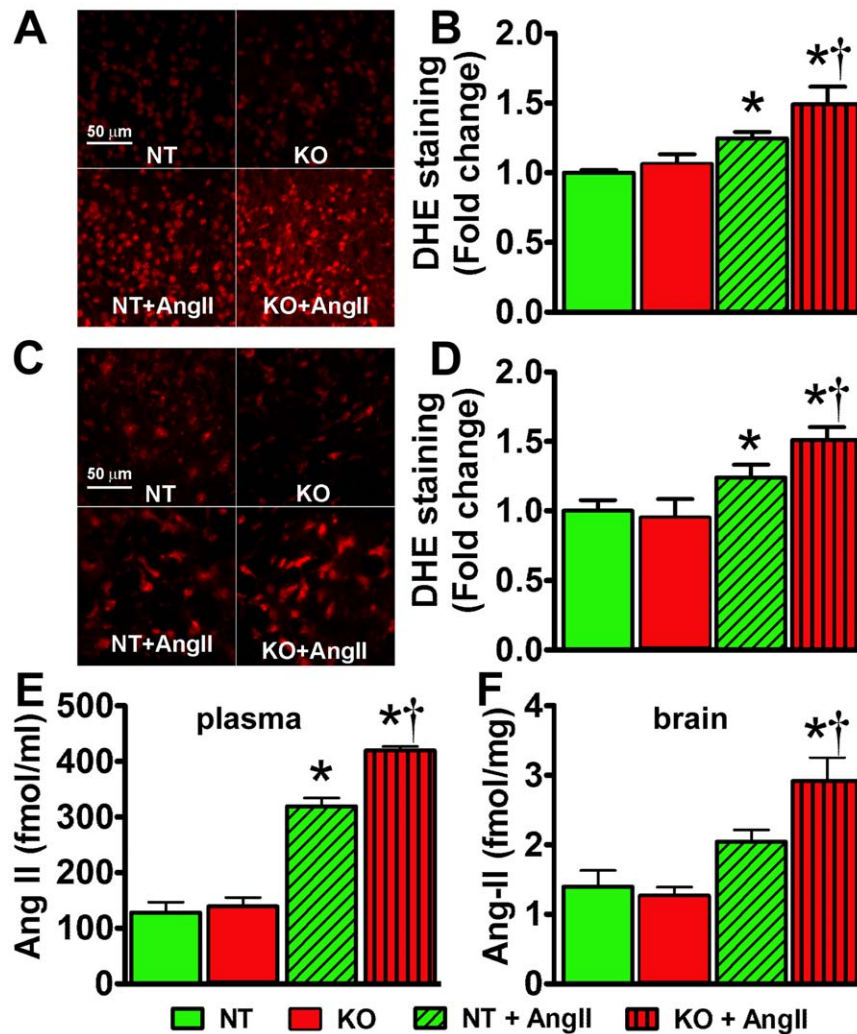 A
50 μm
NT
KO
NT+AngII
KO+AngII
B
DHE staining
(Fold change)
2.0
1.5
1.0
0.5
0.0
*
*†
C
50 μm
NT
KO
NT+AngII
KO+AngII
D
DHE staining
(Fold change)
2.0
1.5
1.0
0.5
0.0
*
*†
E
plasma
Ang II (fmol/ml)
500
400
300
200
100
0
*
*†
F
brain
Ang-II (fmol/mg)
4
3
2
1
0
*†
NT KO NT + AngII KO + AngII